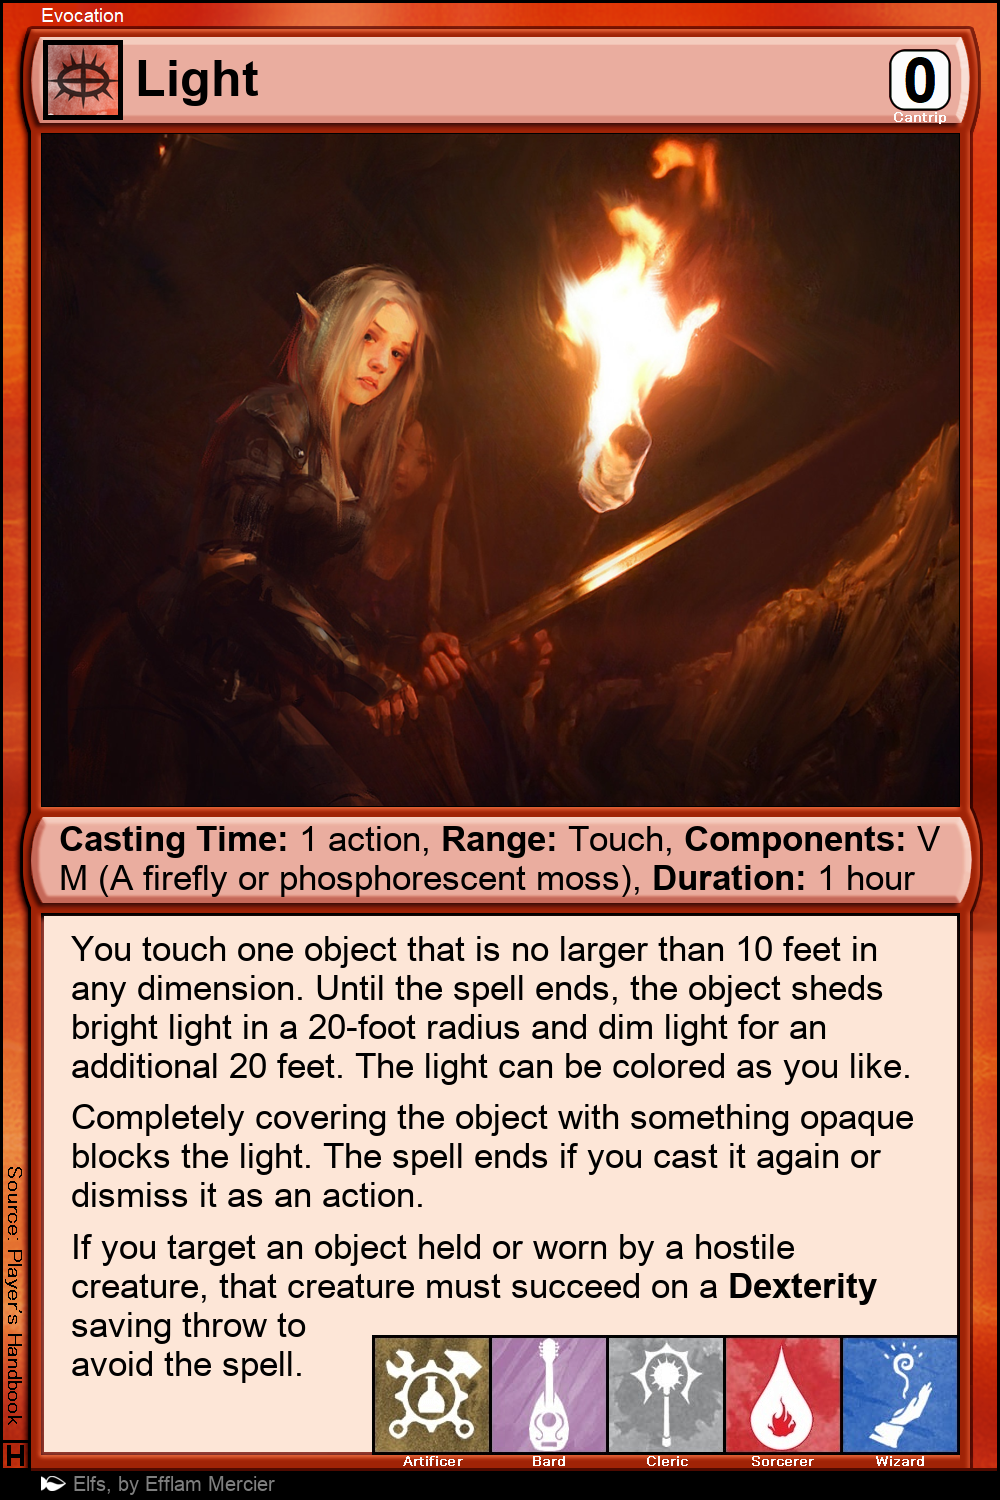 Evocation
Light
0
Cantrip
Casting Time: 1 action, Range: Touch, Components: V
M (A firefly or phosphorescent moss), Duration: 1 hour
You touch one object that is no larger than 10 feet in
any dimension. Until the spell ends, the object sheds
bright light in a 20-foot radius and dim light for an
additional 20 feet. The light can be colored as you like.
Completely covering the object with something opaque
blocks the light. The spell ends if you cast it again or
dismiss it as an action.
If you target an object held or worn by a hostile
creature, that creature must succeed on a Dexterity
saving throw to
avoid the spell.
Artificer
Bard
Cleric
Sorcerer
Wizard
Source: Player's Handbook
H
Elfs, by Efflam Mercier